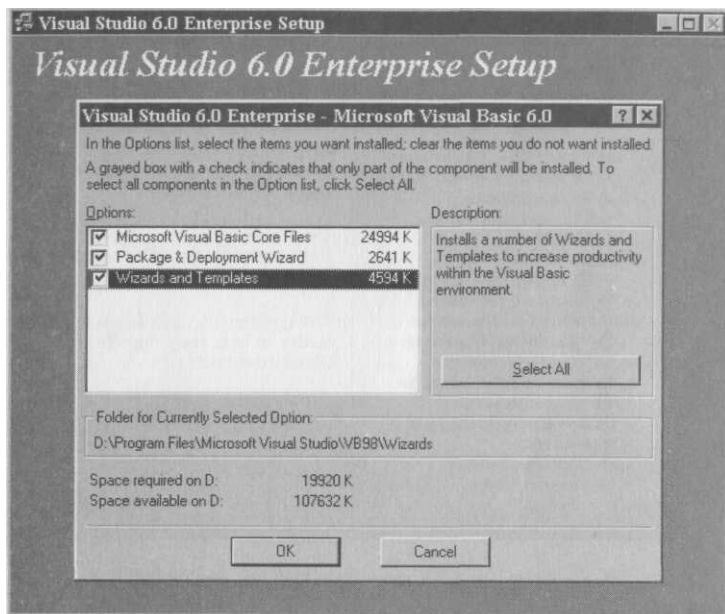 Visual Studio 6.0 Enterprise Setup
Visual Studio 6.0 Enterprise Setup
Visual Studio 6.0 Enterprise - Microsoft Visual Basic 6.0
In the Options list, select the items you want installed; clear the items you do not want installed.
A grayed box with a check indicates that only part of the component will be installed. To
select all components in the Option list, click Select All.
Options:
Description:
Microsoft Visual Basic Core Files 24994 K
Package & Deployment Wizard 2641 K
Wizards and Templates 4594 K
Installs a number of Wizards and
Templates to increase productivity
within the Visual Basic
environment.
Select All
Folder for Currently Selected Option:
D:\Program Files\Microsoft Visual Studio\VB98\Wizards
Space required on D: 19920 K
Space available on D: 107632 K
OK
Cancel